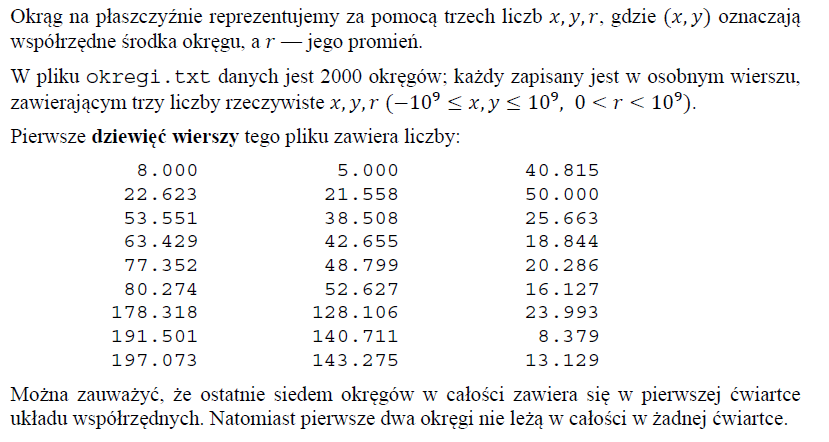 Okrąg na płaszczyźnie reprezentujemy za pomocą trzech liczb x, y, r, gdzie (x, y) oznaczają
współrzędne środka okręgu, a r — jego promień.
W pliku okregi.txt danych jest 2000 okręgów; każdy zapisany jest w osobnym wierszu,
zawierającym trzy liczby rzeczywiste x, y, r (−10⁹ ≤ x, y ≤ 10⁹, 0 < r < 10⁹).
Pierwsze dziewięć wierszy tego pliku zawiera liczby:
8.000 5.000 40.815
22.623 21.558 50.000
53.551 38.508 25.663
63.429 42.655 18.844
77.352 48.799 20.286
80.274 52.627 16.127
178.318 128.106 23.993
191.501 140.711 8.379
197.073 143.275 13.129
Można zauważyć, że ostatnie siedem okręgów w całości zawiera się w pierwszej ćwiartce
układu współrzędnych. Natomiast pierwsze dwa okręgi nie leżą w całości w żadnej ćwiartce.